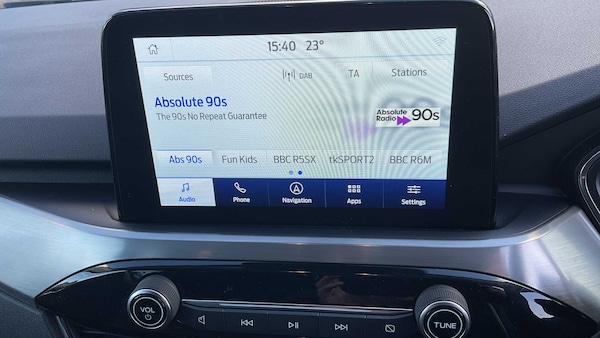 15:40 23°
Sources DAB TA Stations
Absolute 90s
The 90s No Repeat Guarantee
Absolute Radio 90s
Abs 90s Fun Kids BBC R5SX tkSPORT2 BBC R6M
Audio Phone Navigation Apps Settings
VOL TUNE